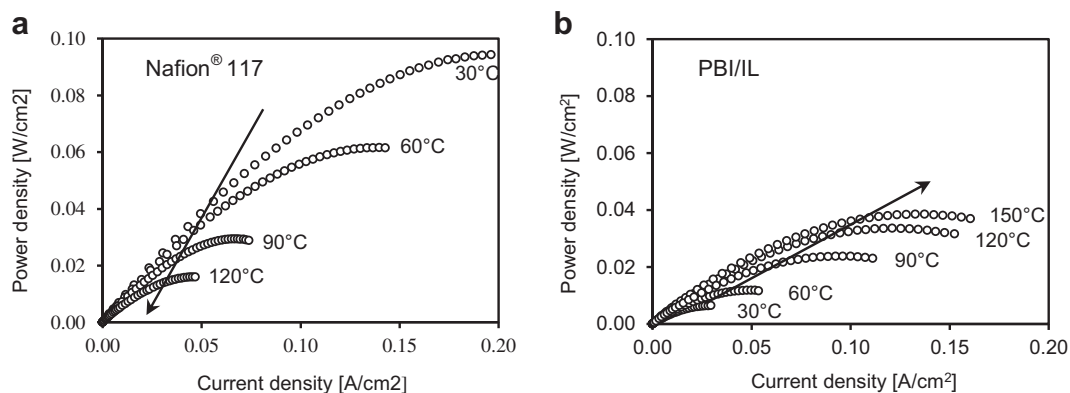 a
Nafion® 117
Power density [W/cm2]
0.10
0.08
0.06
0.04
0.02
0.00
30°C
60°C
90°C
120°C
0.00 0.05 0.10 0.15 0.20
Current density [A/cm2]
b
PBI/IL
Power density [W/cm²]
0.10
0.08
0.06
0.04
0.02
0.00
150°C
120°C
90°C
60°C
30°C
0.00 0.05 0.10 0.15 0.20
Current density [A/cm²]